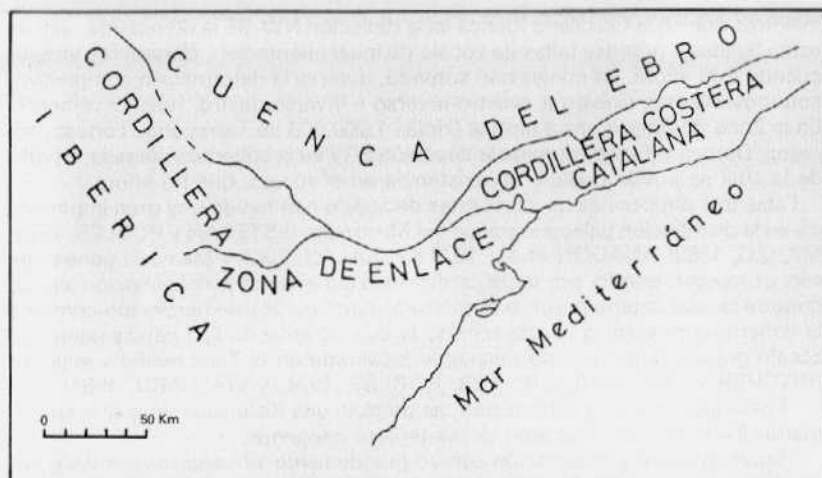 CUENCA DEL EBRO
CORDILLERA
IBERICA
CORDILLERA COSTERA
CATALANA
ZONA DE ENLACE
Mar Mediterráneo
0 50 Km